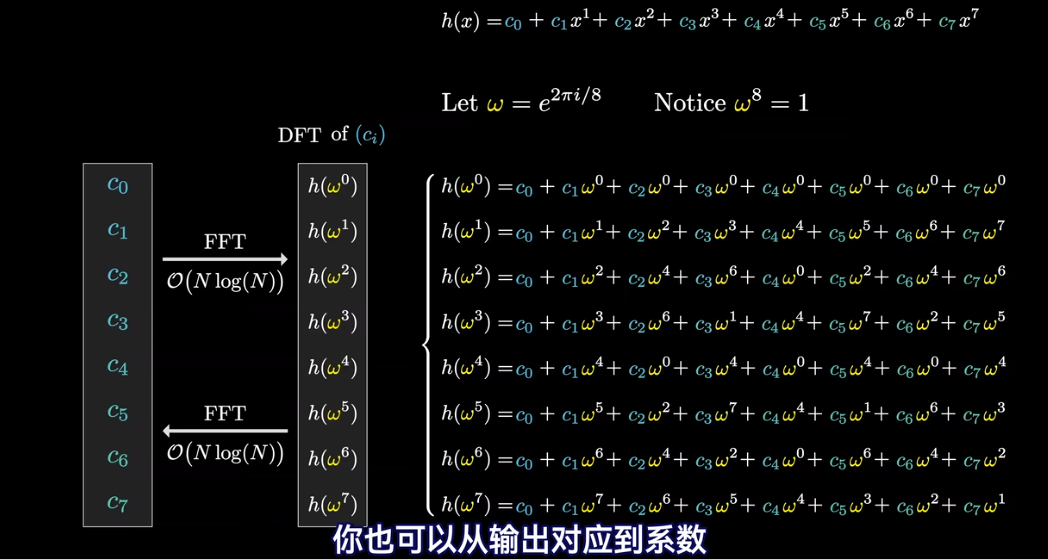 h(x) = c₀ + c₁x¹ + c₂x² + c₃x³ + c₄x⁴ + c₅x⁵ + c₆x⁶ + c₇x⁷
Let ω = e^{2πi/8} Notice ω⁸ = 1
DFT of (cᵢ)
c₀
c₁
c₂
c₃
c₄
c₅
c₆
c₇
FFT
𝒪(N log(N))
FFT
𝒪(N log(N))
h(ω⁰)
h(ω¹)
h(ω²)
h(ω³)
h(ω⁴)
h(ω⁵)
h(ω⁶)
h(ω⁷)
h(ω⁰) = c₀ + c₁ω⁰ + c₂ω⁰ + c₃ω⁰ + c₄ω⁰ + c₅ω⁰ + c₆ω⁰ + c₇ω⁰
h(ω¹) = c₀ + c₁ω¹ + c₂ω² + c₃ω³ + c₄ω⁴ + c₅ω⁵ + c₆ω⁶ + c₇ω⁷
h(ω²) = c₀ + c₁ω² + c₂ω⁴ + c₃ω⁶ + c₄ω⁰ + c₅ω² + c₆ω⁴ + c₇ω⁶
h(ω³) = c₀ + c₁ω³ + c₂ω⁶ + c₃ω¹ + c₄ω⁴ + c₅ω⁷ + c₆ω² + c₇ω⁵
h(ω⁴) = c₀ + c₁ω⁴ + c₂ω⁰ + c₃ω⁴ + c₄ω⁰ + c₅ω⁴ + c₆ω⁰ + c₇ω⁴
h(ω⁵) = c₀ + c₁ω⁵ + c₂ω² + c₃ω⁷ + c₄ω⁴ + c₅ω¹ + c₆ω⁶ + c₇ω³
h(ω⁶) = c₀ + c₁ω⁶ + c₂ω⁴ + c₃ω² + c₄ω⁰ + c₅ω⁶ + c₆ω⁴ + c₇ω²
h(ω⁷) = c₀ + c₁ω⁷ + c₂ω⁶ + c₃ω⁵ + c₄ω⁴ + c₅ω³ + c₆ω² + c₇ω¹
你也可以从输出对应到系数